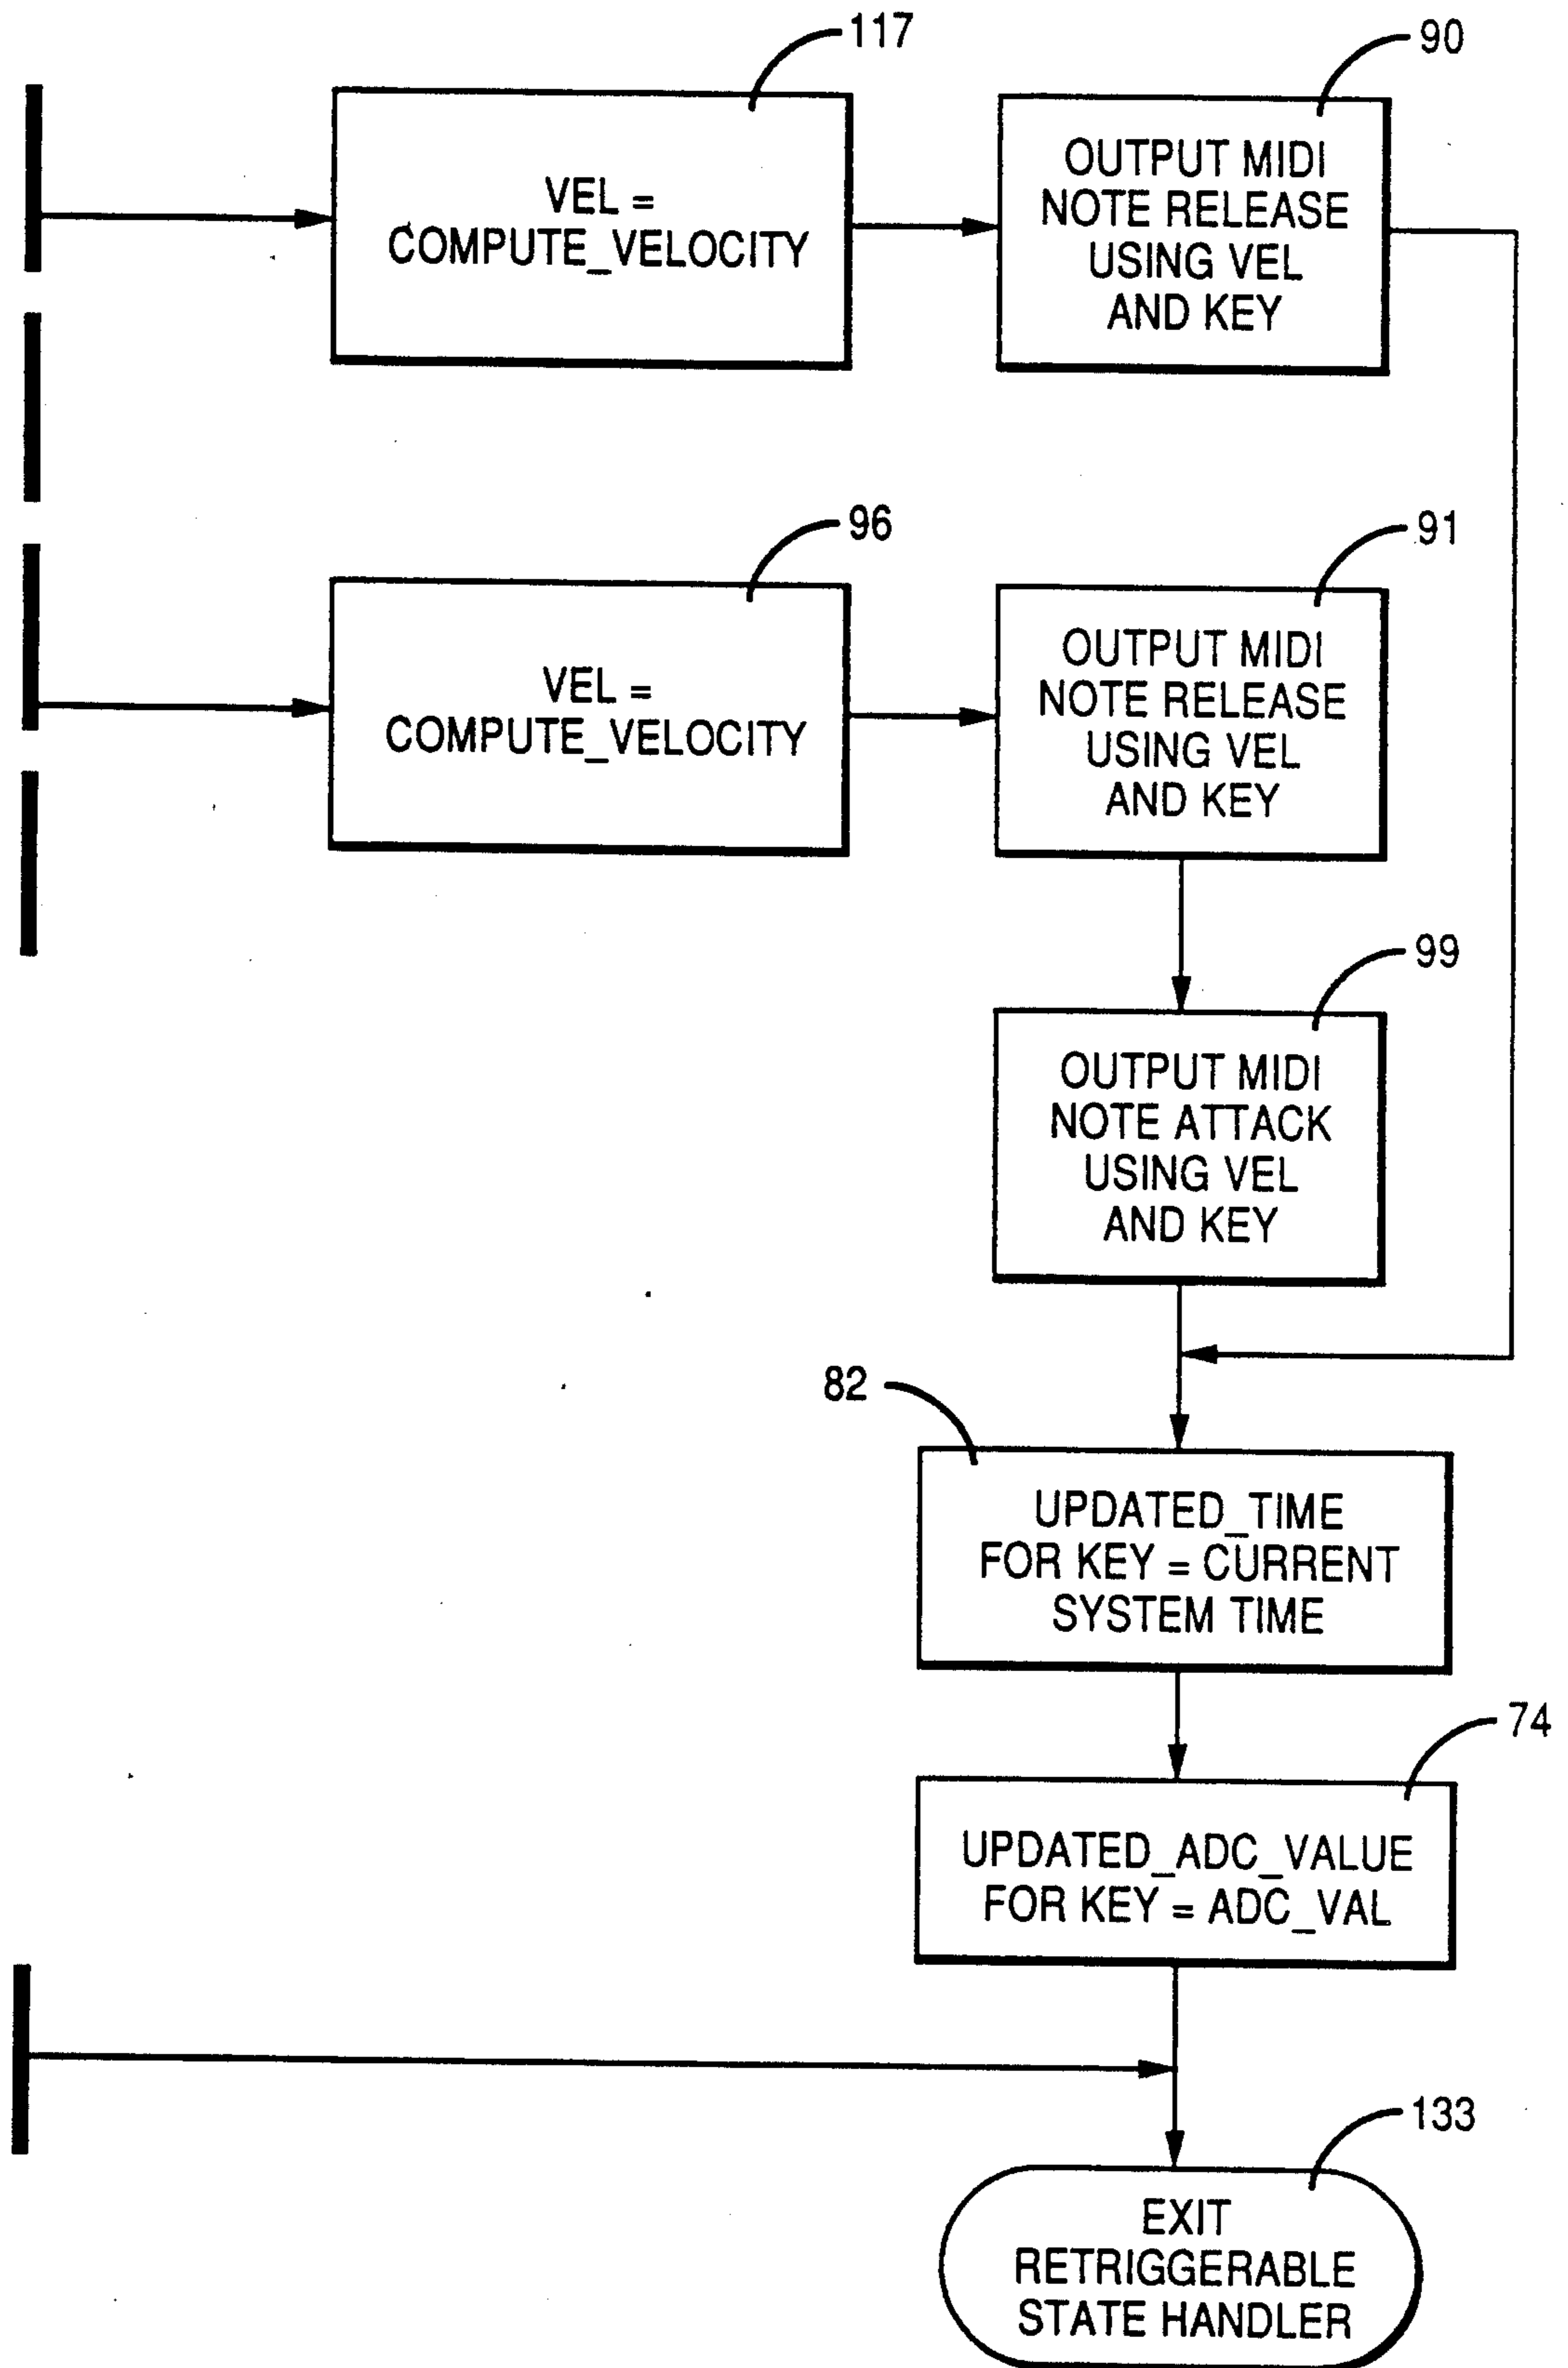 117
90
VEL =
COMPUTE_VELOCITY
OUTPUT MIDI
NOTE RELEASE
USING VEL
AND KEY
96
91
VEL =
COMPUTE_VELOCITY
OUTPUT MIDI
NOTE RELEASE
USING VEL
AND KEY
99
OUTPUT MIDI
NOTE ATTACK
USING VEL
AND KEY
82
UPDATED_TIME
FOR KEY = CURRENT
SYSTEM TIME
74
UPDATED_ADC_VALUE
FOR KEY = ADC_VAL
133
EXIT
RETRIGGERABLE
STATE HANDLER